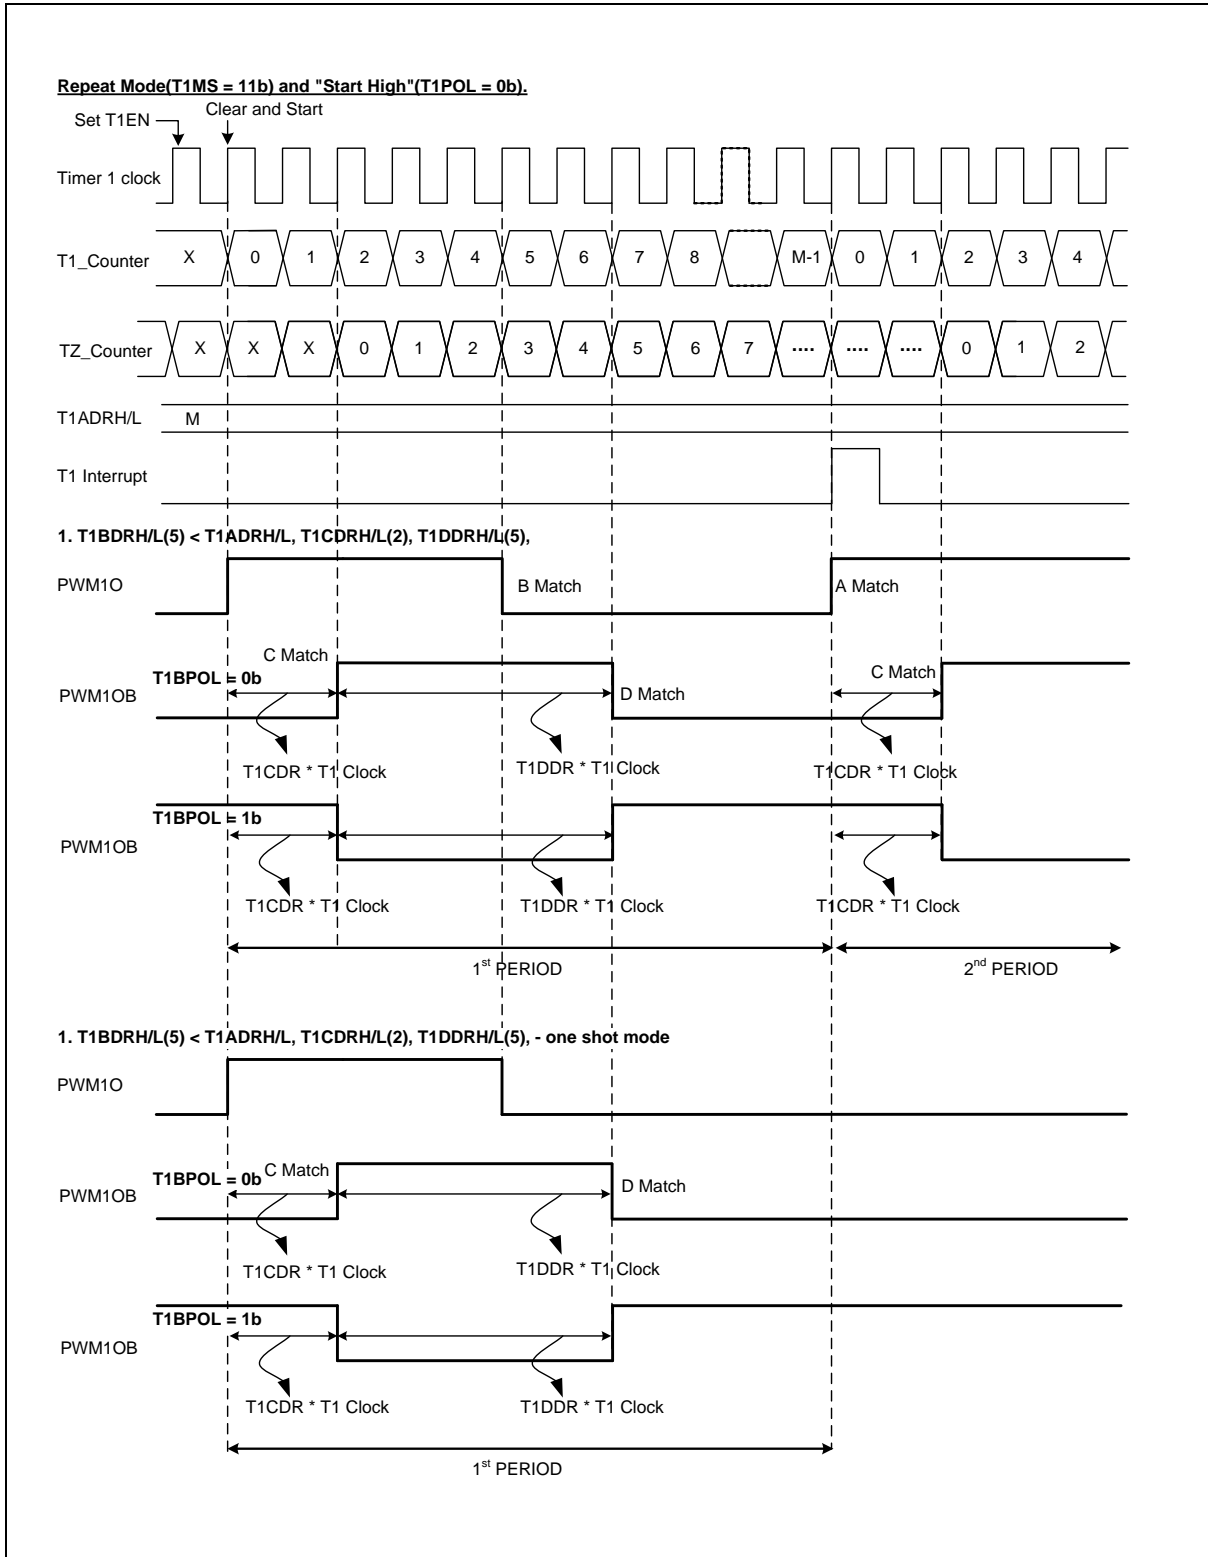 Repeat Mode(T1MS = 11b) and "Start High"(T1POL = 0b).
Set T1EN
Clear and Start
Timer 1 clock
T1_Counter X 0 1 2 3 4 5 6 7 8 M-1 0 1 2 3 4
TZ_Counter X X X 0 1 2 3 4 5 6 7 .... .... .... 0 1 2
T1ADRH/L M
T1 Interrupt
1. T1BDRH/L(5) < T1ADRH/L, T1CDRH/L(2), T1DDRH/L(5),
PWM1O B Match A Match
C Match C Match
T1BPOL = 0b
PWM1OB D Match
T1CDR * T1 Clock T1DDR * T1 Clock T1CDR * T1 Clock
T1BPOL = 1b
PWM1OB
T1CDR * T1 Clock T1DDR * T1 Clock T1CDR * T1 Clock
1st PERIOD 2nd PERIOD
1. T1BDRH/L(5) < T1ADRH/L, T1CDRH/L(2), T1DDRH/L(5), - one shot mode
PWM1O
T1BPOL = 0b C Match
PWM1OB D Match
T1CDR * T1 Clock T1DDR * T1 Clock
T1BPOL = 1b
PWM1OB
T1CDR * T1 Clock T1DDR * T1 Clock
1st PERIOD